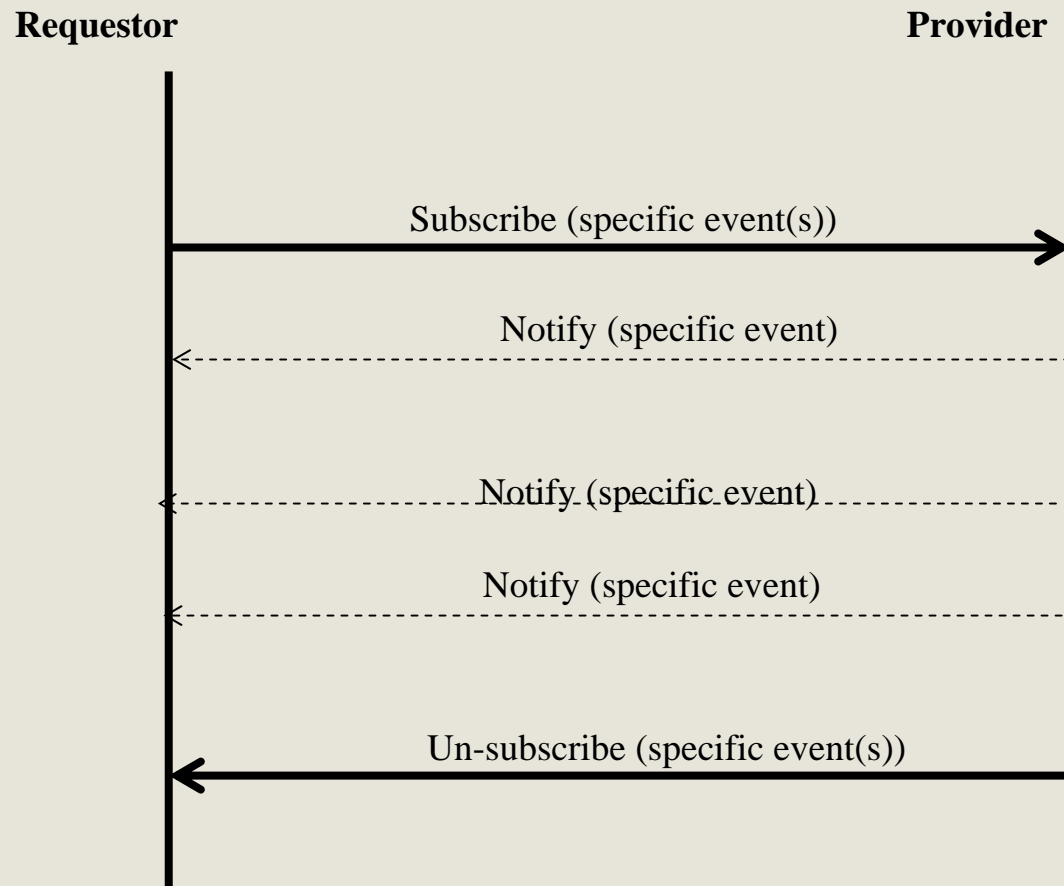 Requestor
Provider
Subscribe (specific event(s))
Notify (specific event)
Notify (specific event)
Notify (specific event)
Un-subscribe (specific event(s))